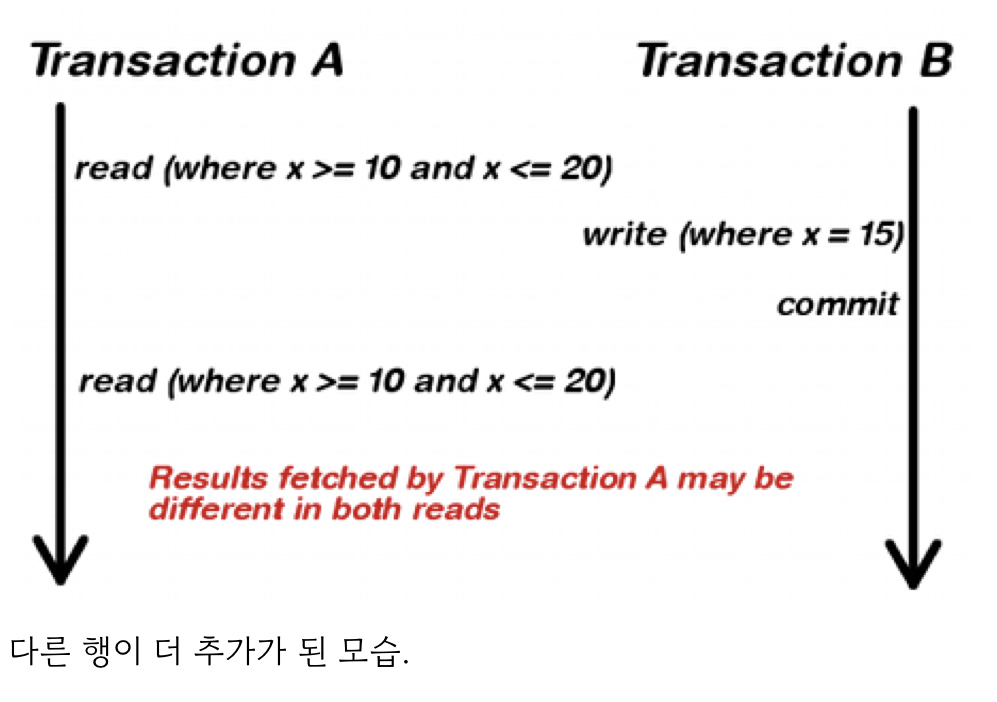 Transaction A
Transaction B
read (where x >= 10 and x <= 20)
write (where x = 15)
commit
read (where x >= 10 and x <= 20)
Results fetched by Transaction A may be
different in both reads
다른 행이 더 추가가 된 모습.